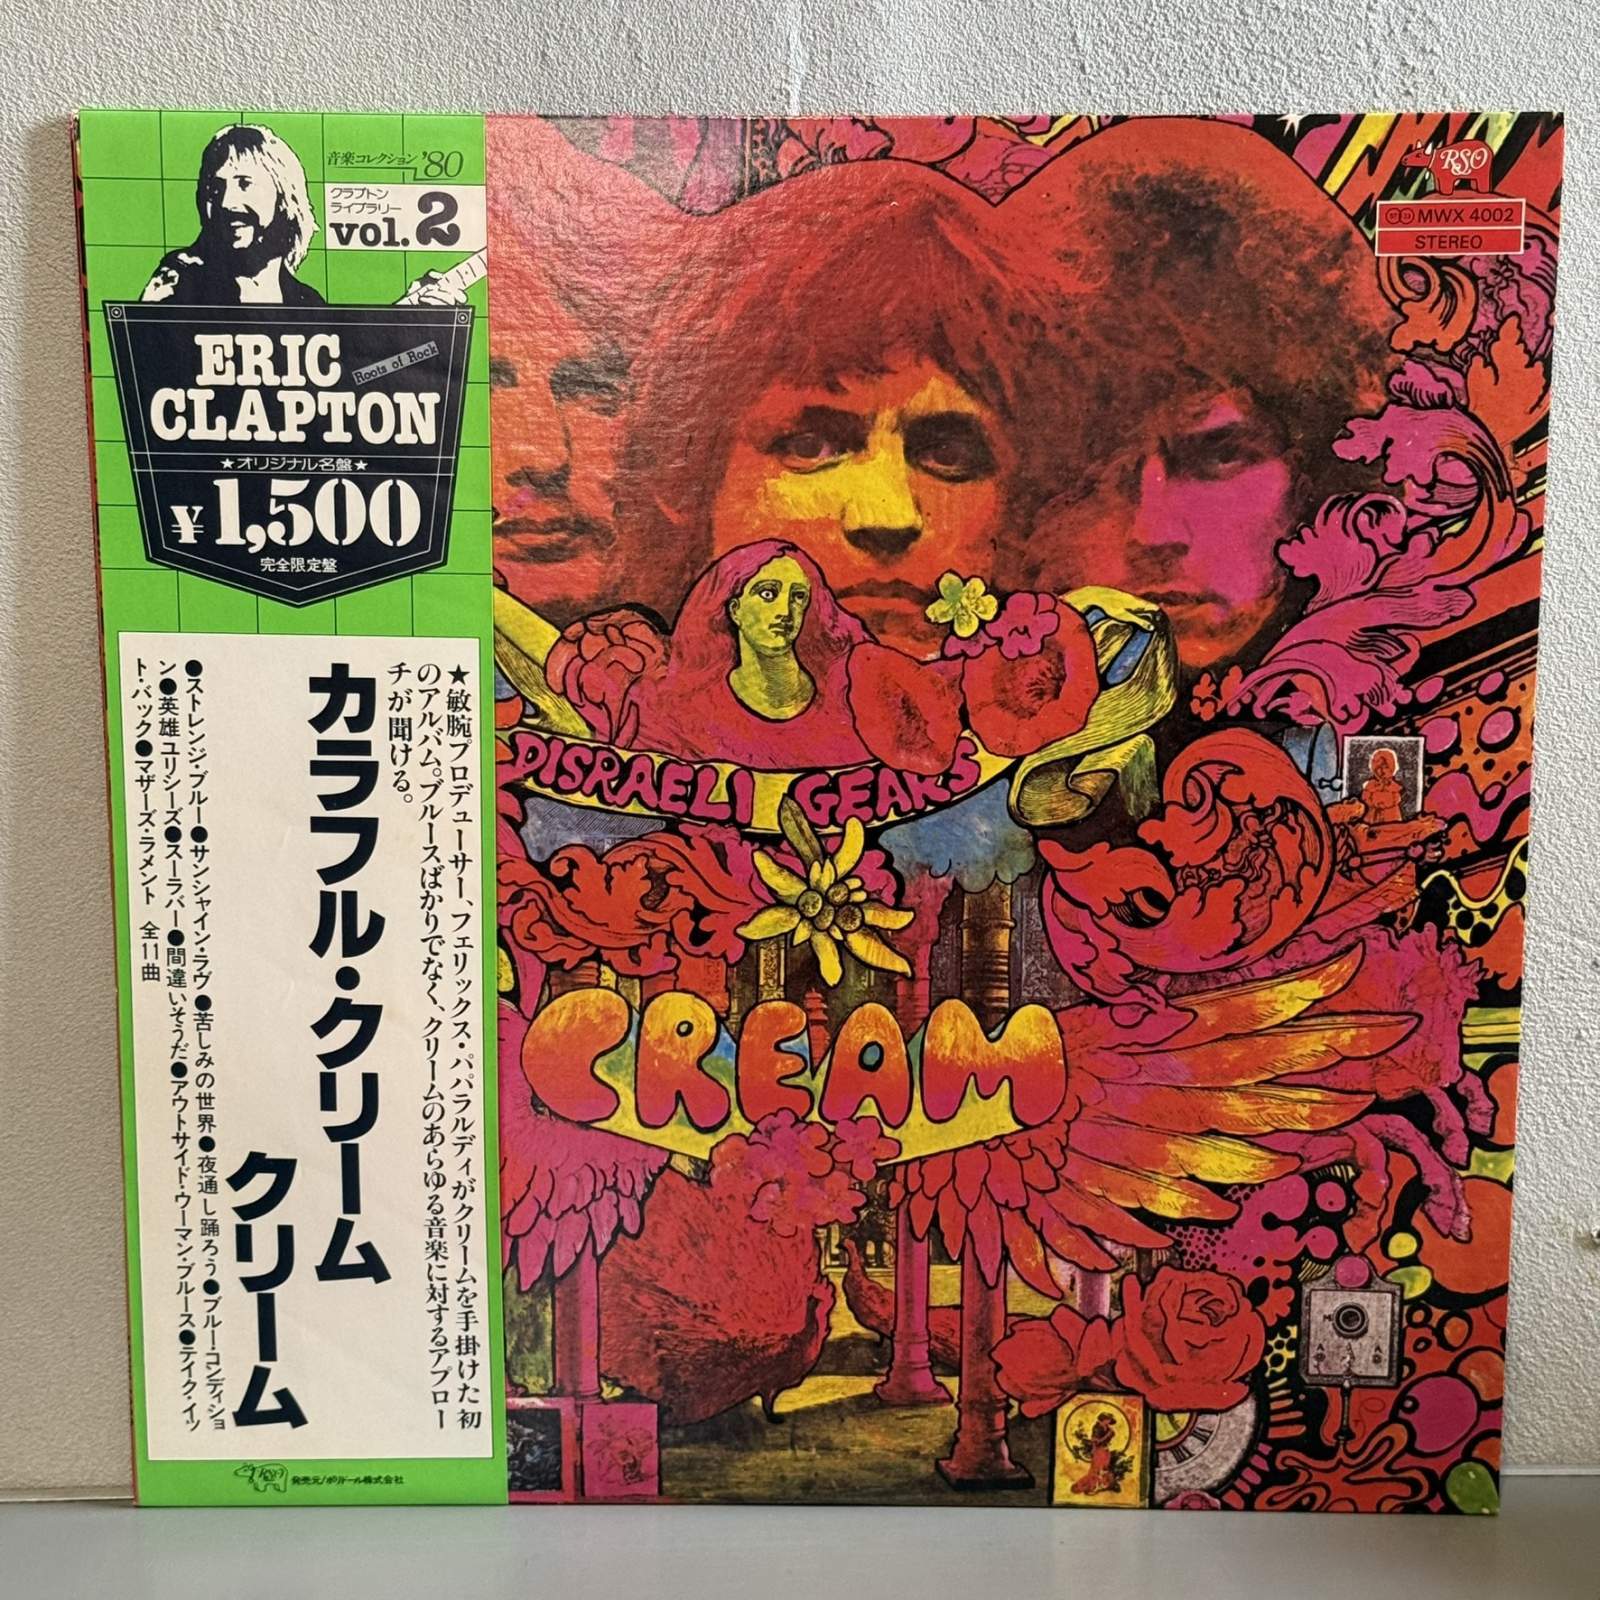 音楽コレクション'80
クラプトン
ライブラリー
vol.2
ERIC
Roots of Rock
CLAPTON
★オリジナル名盤★
¥1,500
完全限定盤
★敏腕プロデューサー、フェリックス・パパラルディがクリームを手掛けた初
のアルバム。ブルースばかりでなく、クリームのあらゆる音楽に対するアプロー
チが聞ける。
カラフル・クリーム
クリーム
●ストレンジ・ブルー●サンシャイン・ラヴ●苦しみの世界●夜通し踊ろう●ブルー・コンディショ
ン●英雄ユリシーズ●スーラバー●間違いそうだ●アウトサイド・ウーマン・ブルース●テイク・イッ
ト・バック●マザーズ・ラメント 全11曲
RSO
発売元/ポリドール株式会社
RSO
MWX 4002
STEREO
DISRAELI GEARS
CREAM